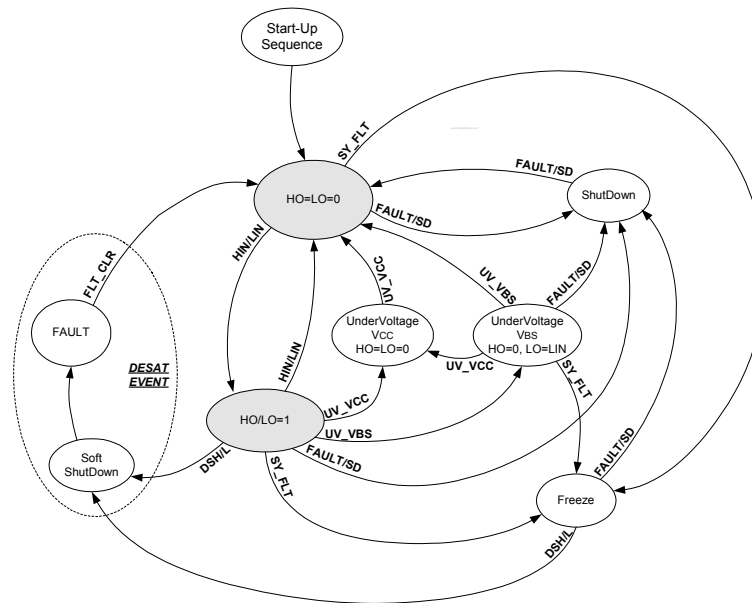 Start-Up
Sequence
SY_FLT
FAULT/SD
ShutDown
HO=LO=0
FAULT/SD
HIN/LIN
FLT_CLR
UV_VCC
UV_VBS
FAULT/SD
FAULT
UnderVoltage
VCC
HO=LO=0
UnderVoltage
VBS
HO=0, LO=LIN
DESAT
EVENT
HIN/LIN
UV_VCC
SY_FLT
UV_VCC
HO/LO=1
UV_VBS
Soft
ShutDown
DSH/L
SY_FLT
FAULT/SD
FAULT/SD
Freeze
DSH/L